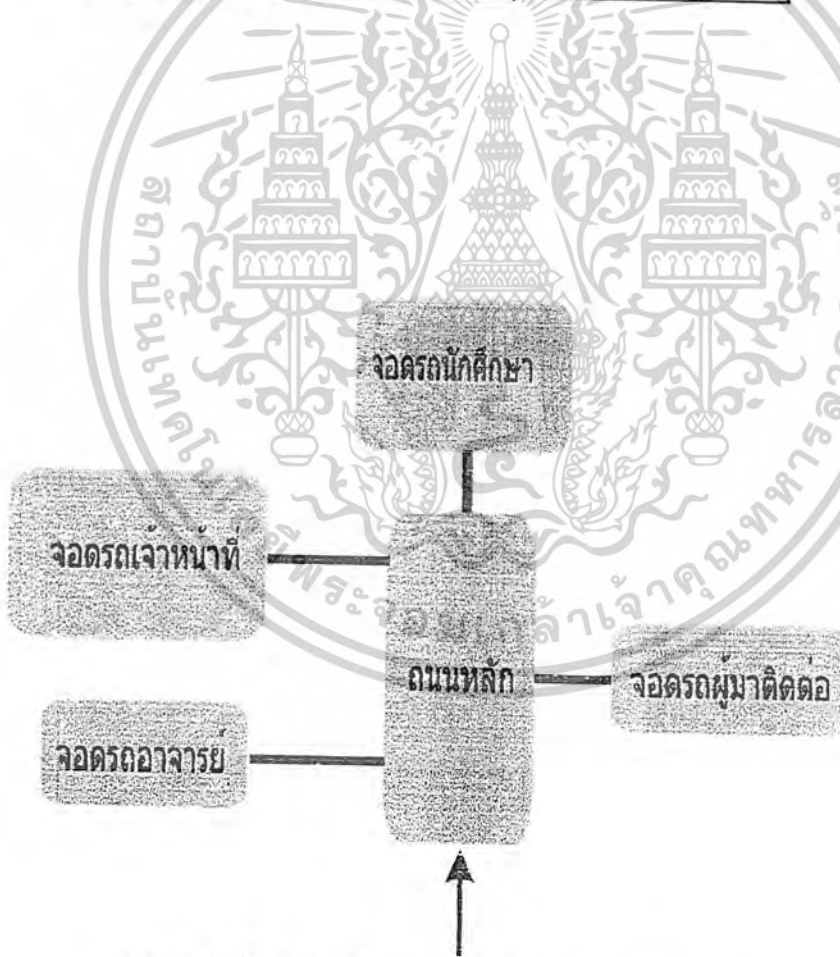 จอดรถนักศึกษา
จอดรถเจ้าหน้าที่
ถนนหลัก
จอดรถผู้มาติดต่อ
จอดรถอาจารย์